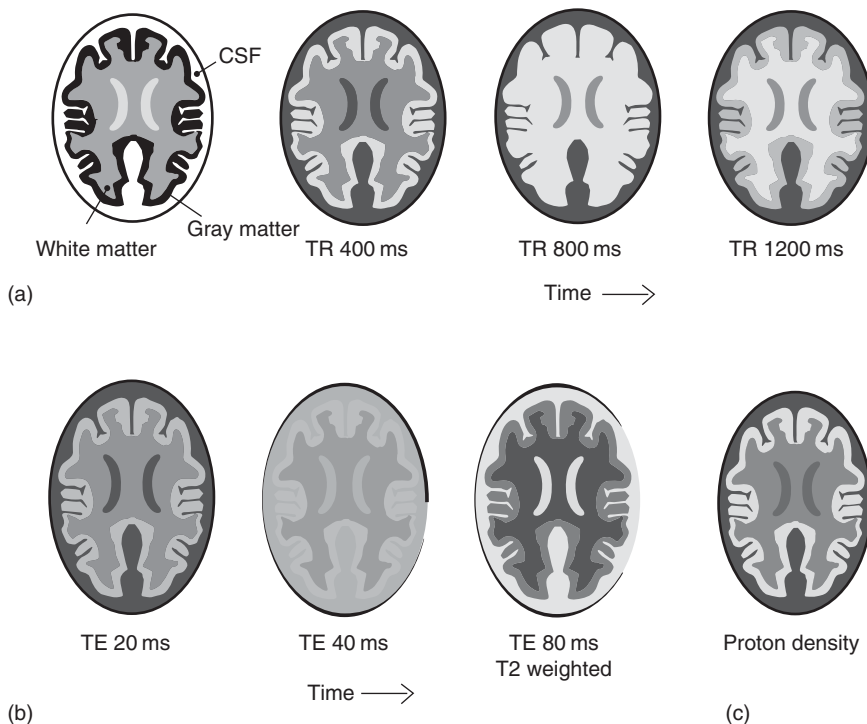 CSF
White matter
Gray matter
TR 400 ms
TR 800 ms
TR 1200 ms
(a)
Time
TE 20 ms
TE 40 ms
TE 80 ms
T2 weighted
Proton density
(b)
Time
(c)